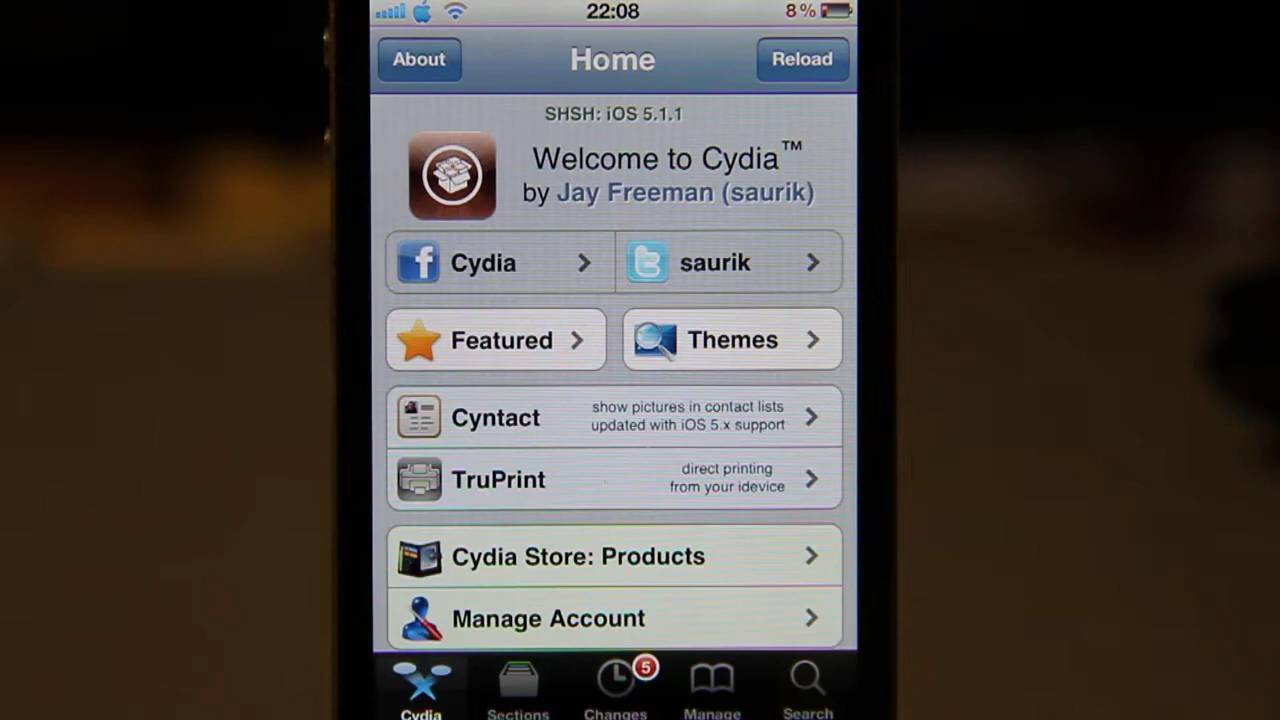 22:08
8%
About
Home
Reload
SHSH: iOS 5.1.1
Welcome to Cydia™
by Jay Freeman (saurik)
Cydia
saurik
Featured
Themes
Cyntact
show pictures in contact lists
updated with iOS 5.x support
TruPrint
direct printing
from your idevice
Cydia Store: Products
Manage Account
5
Cydia
Sections
Changes
Manage
Search